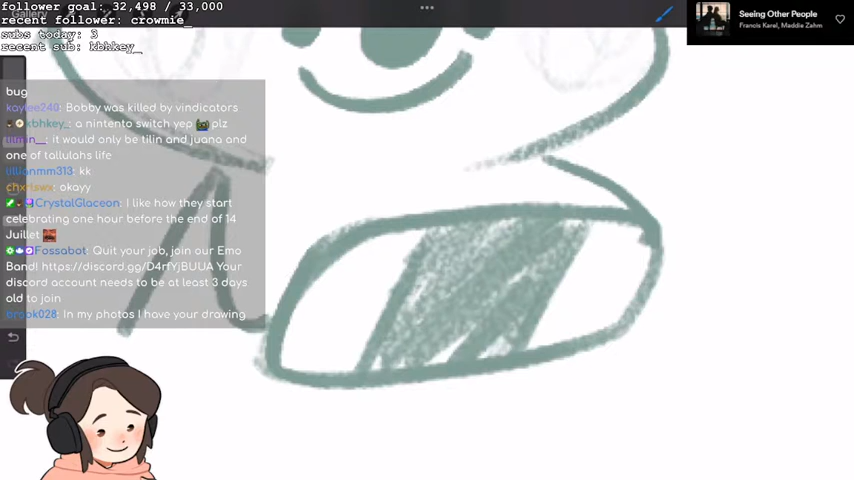 follower goal: 32,498 / 33,000
recent follower: crowmie_
subs today: 3
recent sub: kbhkey_
Seeing Other People
Francis Karel, Maddie Zahm
bug
kaylee240: Bobby was killed by vindicators
kbhkey_: a nintento switch yep plz
tilmin__: it would only be tilin and juana and
one of tallulahs life
lillianmm313: kk
chxrlswx: okayy
CrystalGlaceon: I like how they start
celebrating one hour before the end of 14
Juillet
Fossabot: Quit your job, join our Emo
Band! https://discord.gg/D4rfYjBUUA Your
discord account needs to be at least 3 days
old to join
In my photos I have your drawing